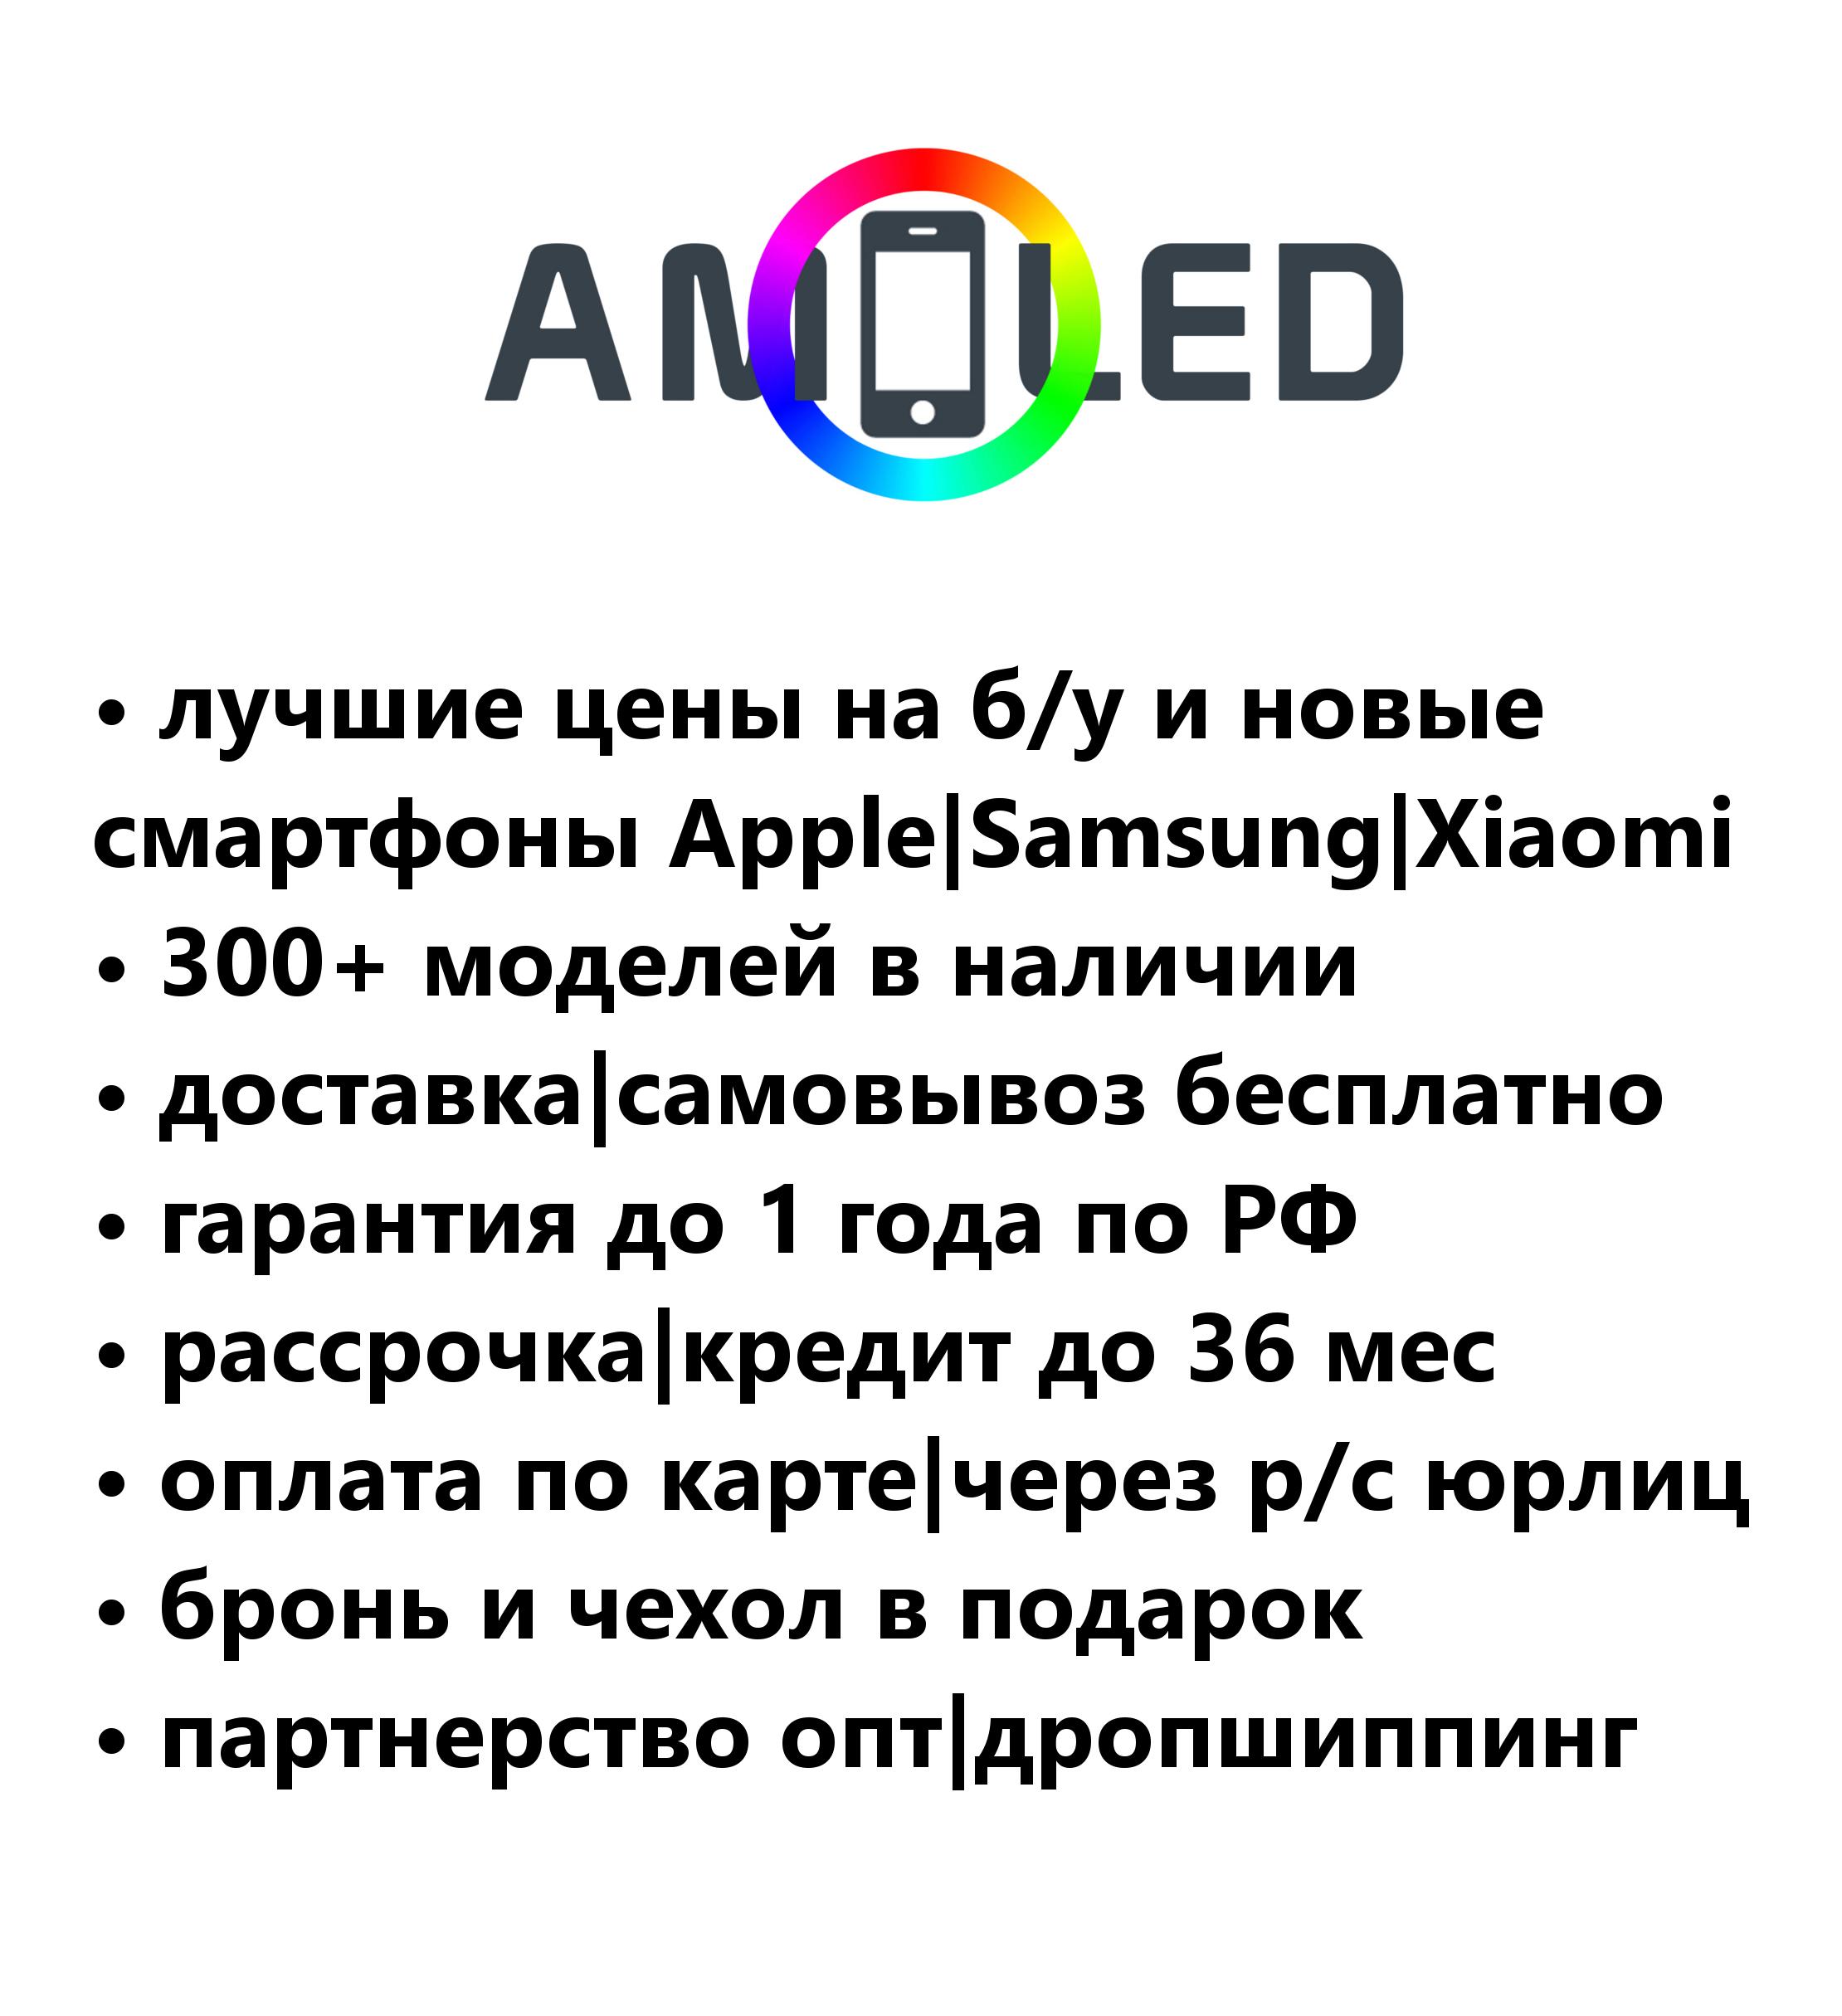 AMOLED
• лучшие цены на б/у и новые
смартфоны Apple|Samsung|Xiaomi
• 300+ моделей в наличии
• доставка|самовывоз бесплатно
• гарантия до 1 года по РФ
• рассрочка|кредит до 36 мес
• оплата по карте|через р/с юрлиц
• бронь и чехол в подарок
• партнерство опт|дропшиппинг